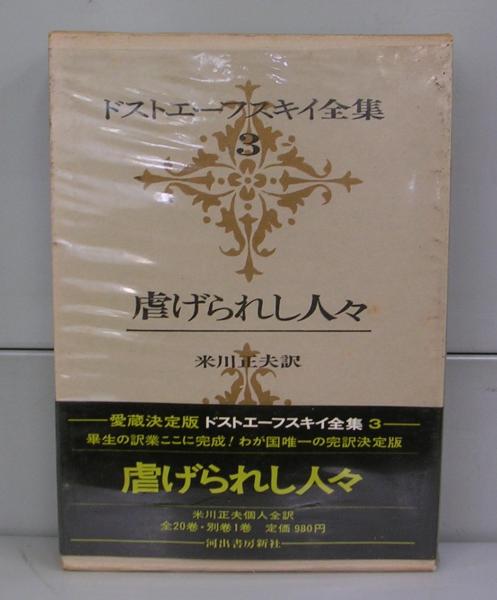 ドストエーフスキイ全集
3
虐げられし人々
米川正夫訳
愛蔵決定版 ドストエーフスキイ全集 3
畢生の訳業ここに完成！わが国唯一の完訳決定版
虐げられし人々
米川正夫個人全訳
全20巻・別巻1巻 定価980円
河出書房新社